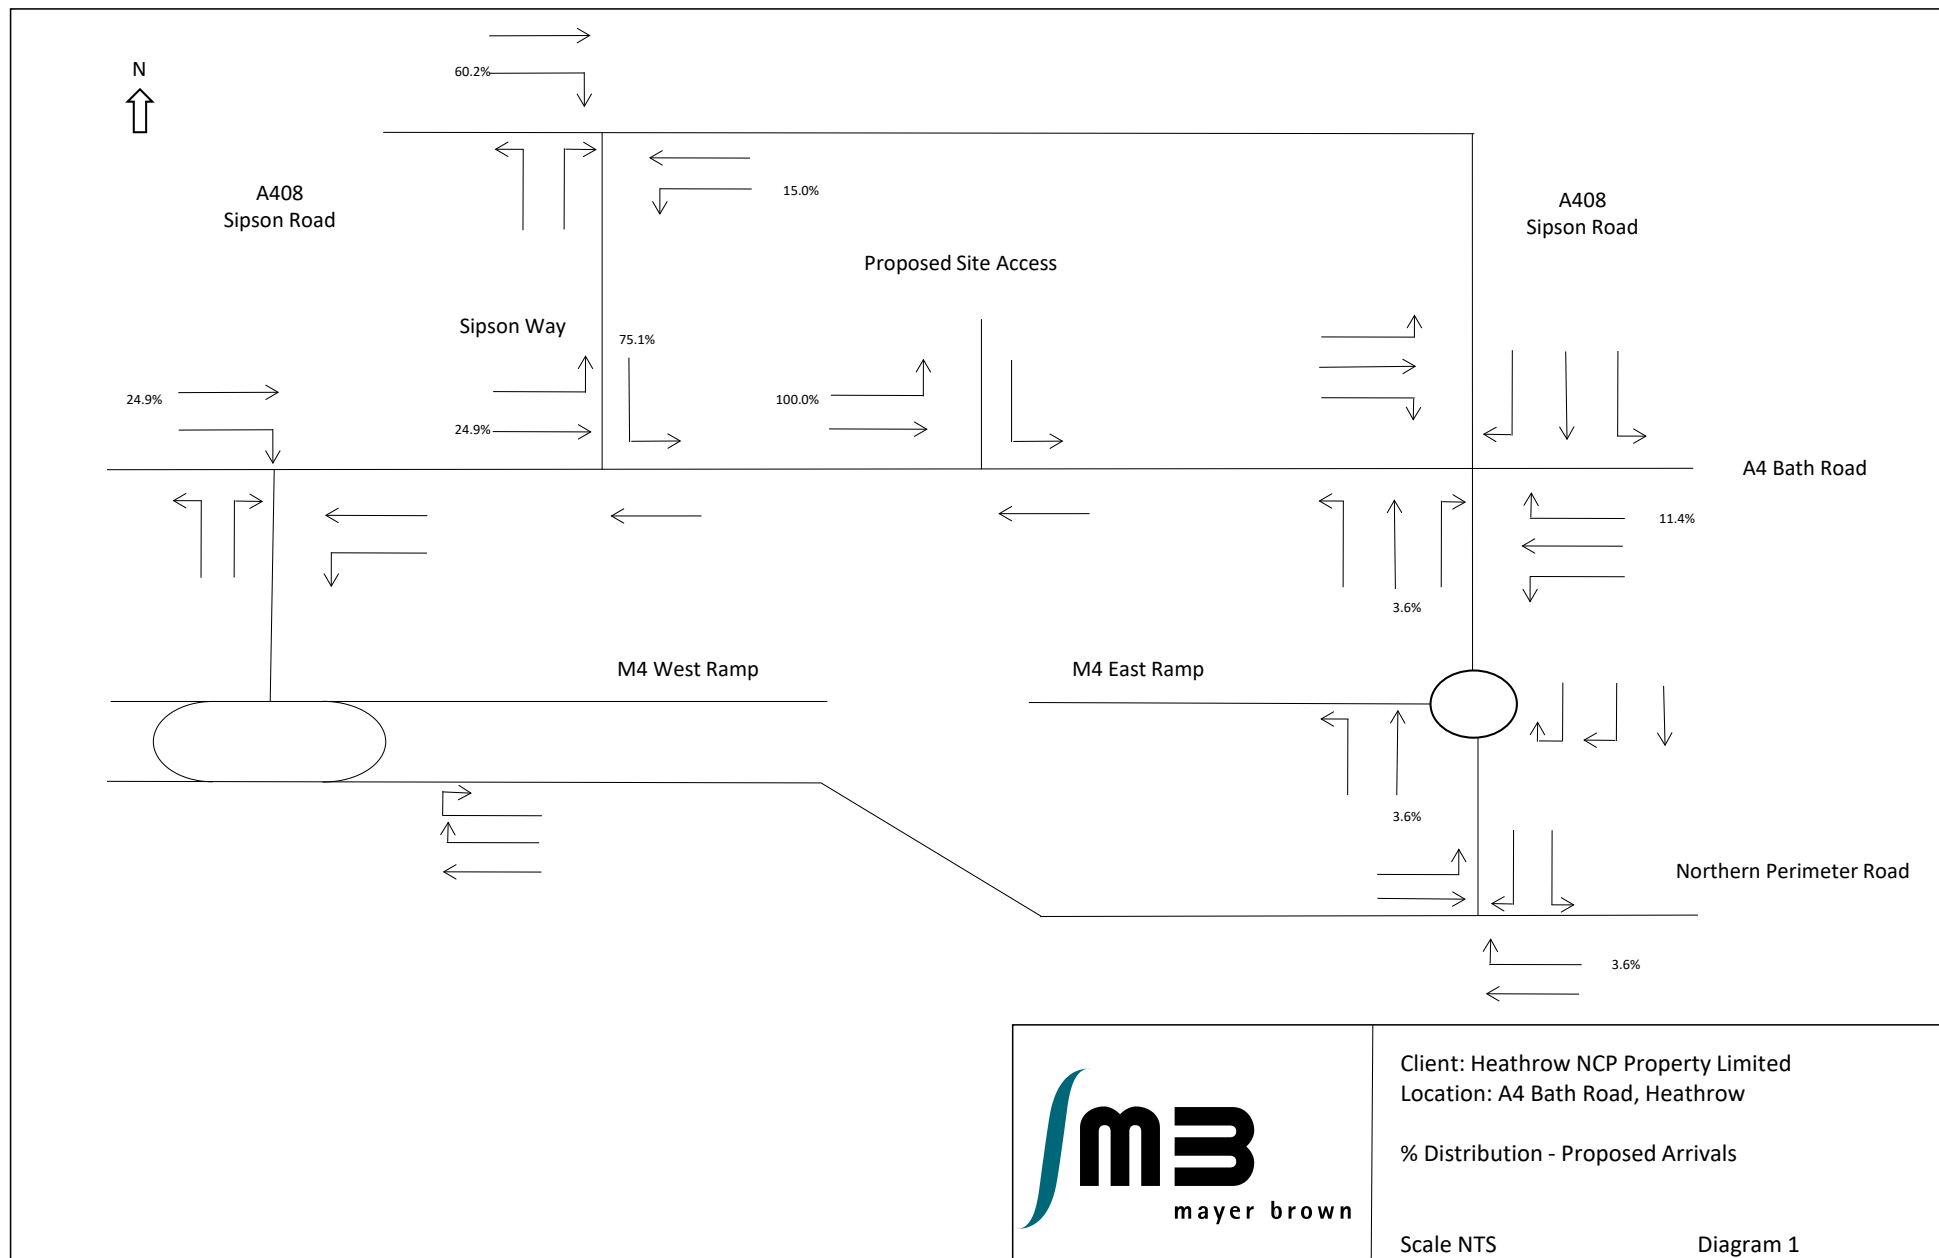 N
60.2%
A408
Sipson Road
15.0%
A408
Sipson Road
Proposed Site Access
Sipson Way
75.1%
24.9%
24.9%
100.0%
A4 Bath Road
11.4%
3.6%
M4 West Ramp
M4 East Ramp
3.6%
Northern Perimeter Road
3.6%
mayer brown
Client: Heathrow NCP Property Limited
Location: A4 Bath Road, Heathrow
% Distribution - Proposed Arrivals
Scale NTS
Diagram 1